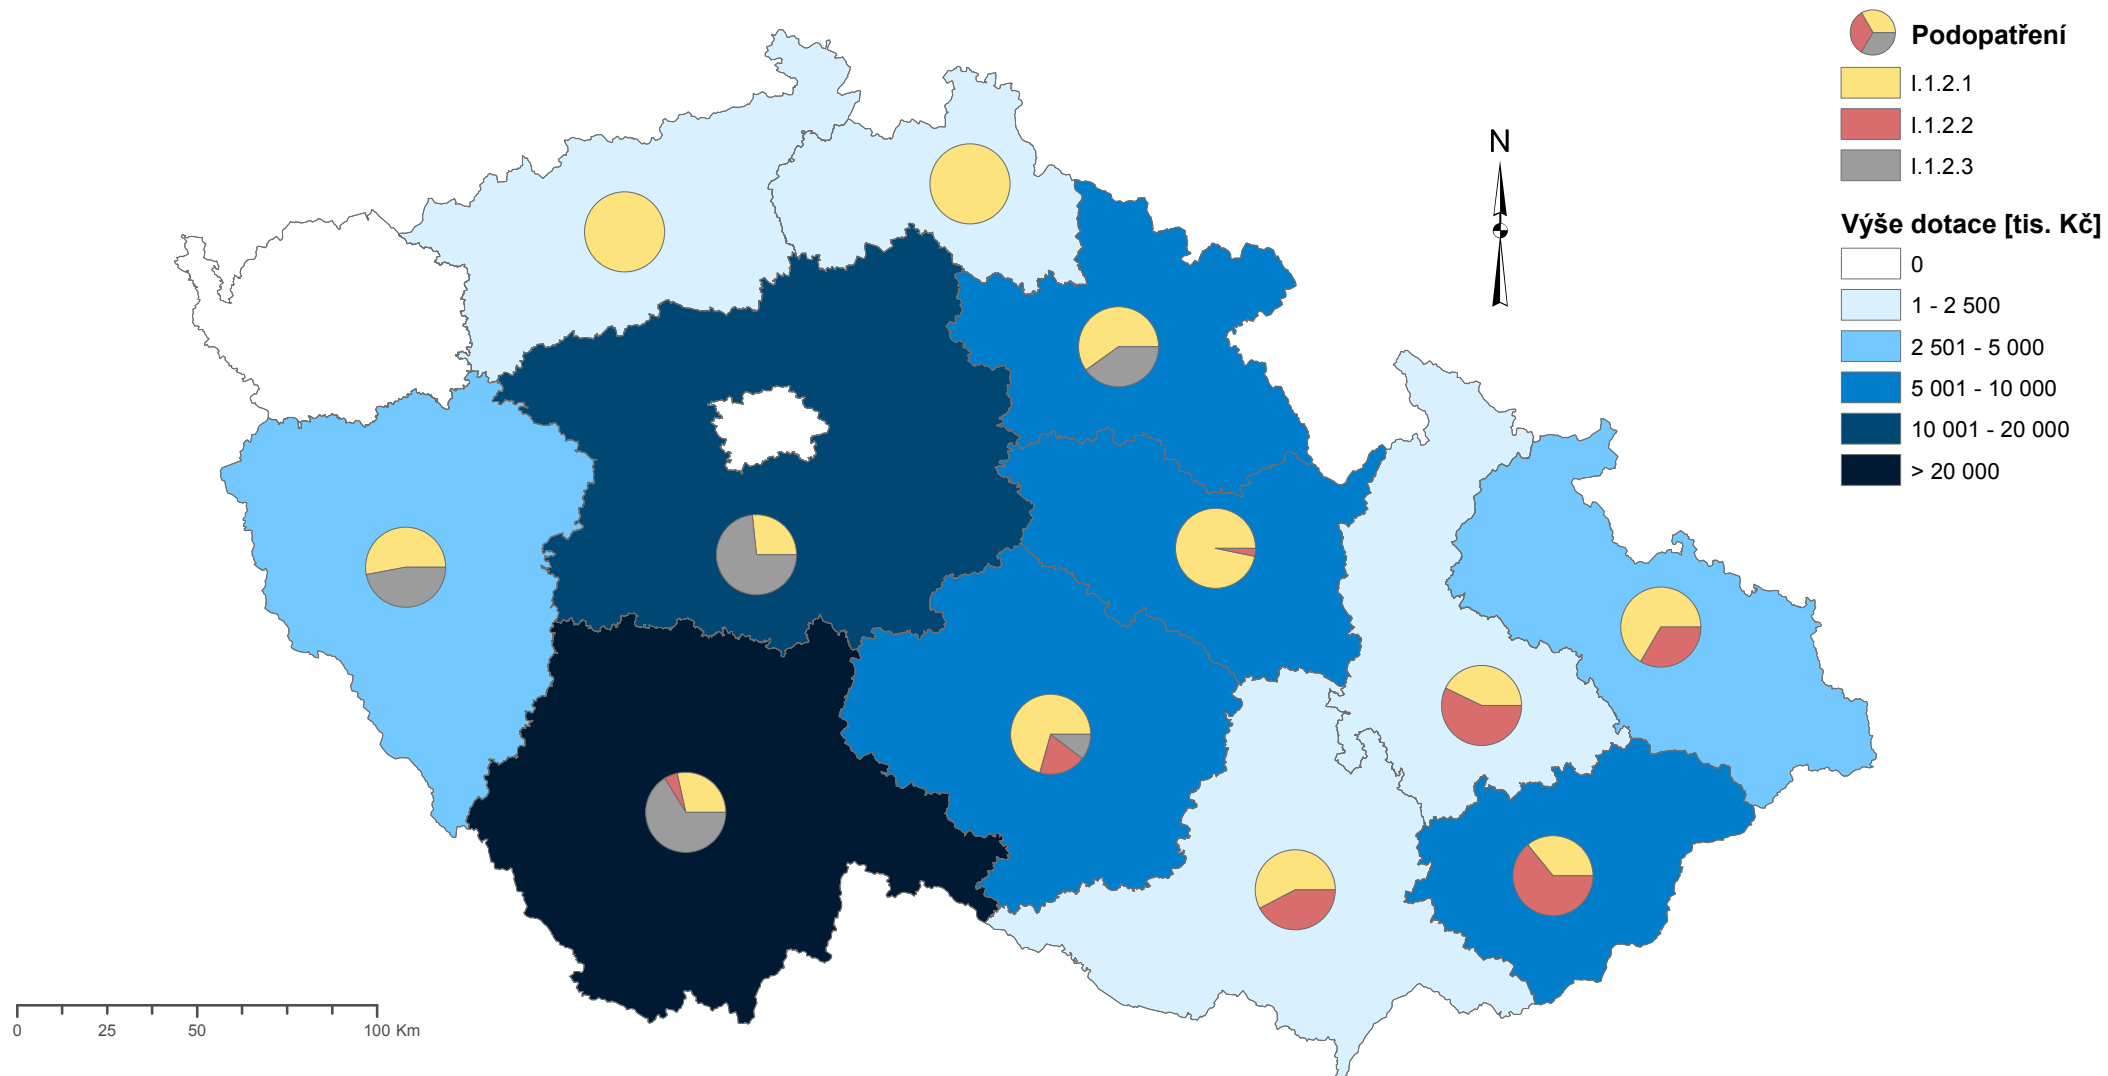 Podopatření
I.1.2.1
I.1.2.2
I.1.2.3
N
Výše dotace [tis. Kč]
0
1 - 2 500
2 501 - 5 000
5 001 - 10 000
10 001 - 20 000
> 20 000
0 25 50 100 Km